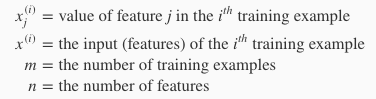 x_j^{(i)} = value of feature j in the i^{th} training example
x^{(i)} = the input (features) of the i^{th} training example
m = the number of training examples
n = the number of features